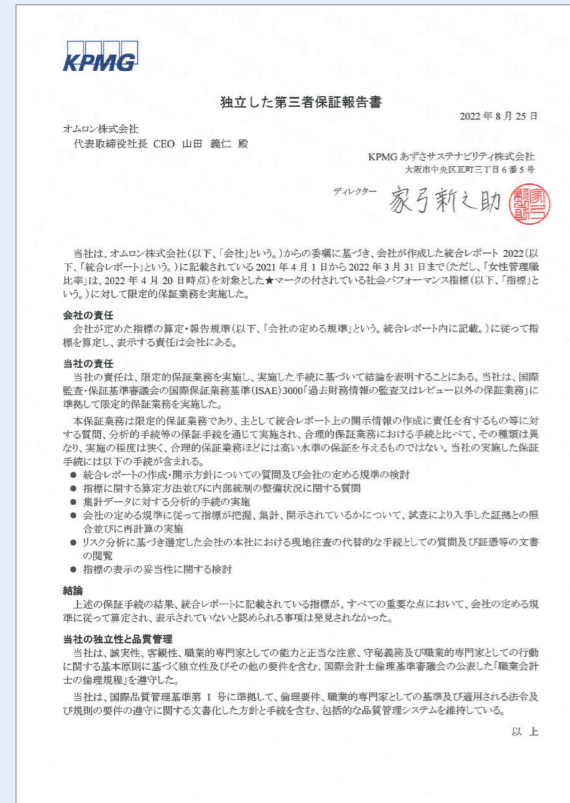 KPMG
独立した第三者保証報告書
2022 年 8 月 25 日
オムロン株式会社
代表取締役社長 CEO 山田 義仁 殿
KPMG あずさサステナビリティ株式会社
大阪市中央区瓦町三丁目6番5号
ディレクター 家弓新之助
当社は、オムロン株式会社(以下、「会社」という。)からの委嘱に基づき、会社が作成した統合レポート 2022(以
下、「統合レポート」という。)に記載されている 2021 年 4 月 1 日から 2022 年 3 月 31 日まで(ただし、「女性管理職
比率」は、2022 年 4 月 20 日時点)を対象とした★マークの付されている社会パフォーマンス指標(以下、「指標」と
いう。)に対して限定的保証業務を実施した。
会社の責任
会社が定めた指標の算定・報告規準(以下、「会社の定める規準」という。統合レポート内に記載。)に従って指
標を算定し、表示する責任は会社にある。
当社の責任
当社の責任は、限定的保証業務を実施し、実施した手続に基づいて結論を表明することにある。当社は、国際
監査・保証基準審議会の国際保証業務基準(ISAE)3000「過去財務情報の監査又はレビュー以外の保証業務」に
準拠して限定的保証業務を実施した。
本保証業務は限定的保証業務であり、主として統合レポート上の開示情報の作成に責任を有するもの等に対
する質問、分析的手続等の保証手続を通じて実施され、合理的保証業務における手続と比べて、その種類は異
なり、実施の程度は狭く、合理的保証業務ほどには高い水準の保証を与えるものではない。当社の実施した保証
手続には以下の手続が含まれる。
● 統合レポートの作成・開示方針についての質問及び会社の定める規準の検討
● 指標に関する算定方法並びに内部統制の整備状況に関する質問
● 集計データに対する分析的手続の実施
● 会社の定める規準に従って指標が把握、集計、開示されているかについて、試査により入手した証拠との照
合並びに再計算の実施
● リスク分析に基づき選定した会社の本社における現地往査の代替的な手続としての質問及び証憑等の文書
の閲覧
● 指標の表示の妥当性に関する検討
結論
上述の保証手続の結果、統合レポートに記載されている指標が、すべての重要な点において、会社の定める規
準に従って算定され、表示されていないと認められる事項は発見されなかった。
当社の独立性と品質管理
当社は、誠実性、客観性、職業的専門家としての能力と正当な注意、守秘義務及び職業的専門家としての行動
に関する基本原則に基づく独立性及びその他の要件を含む、国際会計士倫理基準審議会の公表した「職業会計
士の倫理規程」を遵守した。
当社は、国際品質管理基準第 1 号に準拠して、倫理要件、職業的専門家としての基準及び適用される法令及
び規則の要件の遵守に関する文書化した方針と手続を含む、包括的な品質管理システムを維持している。
以 上